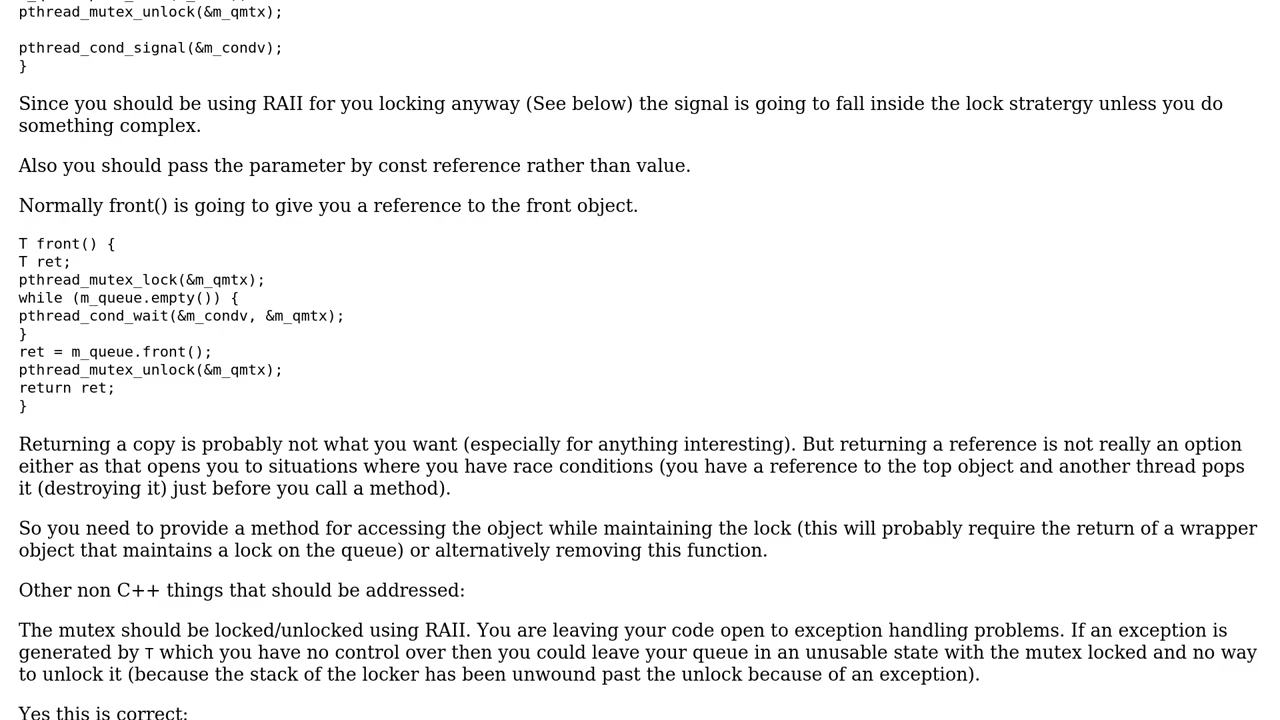 pthread_mutex_unlock(&m_qmtx);
pthread_cond_signal(&m_condv);
}
Since you should be using RAII for you locking anyway (See below) the signal is going to fall inside the lock stratergy unless you do
something complex.
Also you should pass the parameter by const reference rather than value.
Normally front() is going to give you a reference to the front object.
T front() {
T ret;
pthread_mutex_lock(&m_qmtx);
while (m_queue.empty()) {
pthread_cond_wait(&m_condv, &m_qmtx);
}
ret = m_queue.front();
pthread_mutex_unlock(&m_qmtx);
return ret;
}
Returning a copy is probably not what you want (especially for anything interesting). But returning a reference is not really an option
either as that opens you to situations where you have race conditions (you have a reference to the top object and another thread pops
it (destroying it) just before you call a method).
So you need to provide a method for accessing the object while maintaining the lock (this will probably require the return of a wrapper
object that maintains a lock on the queue) or alternatively removing this function.
Other non C++ things that should be addressed:
The mutex should be locked/unlocked using RAII. You are leaving your code open to exception handling problems. If an exception is
generated by T which you have no control over then you could leave your queue in an unusable state with the mutex locked and no way
to unlock it (because the stack of the locker has been unwound past the unlock because of an exception).
Yes this is correct: